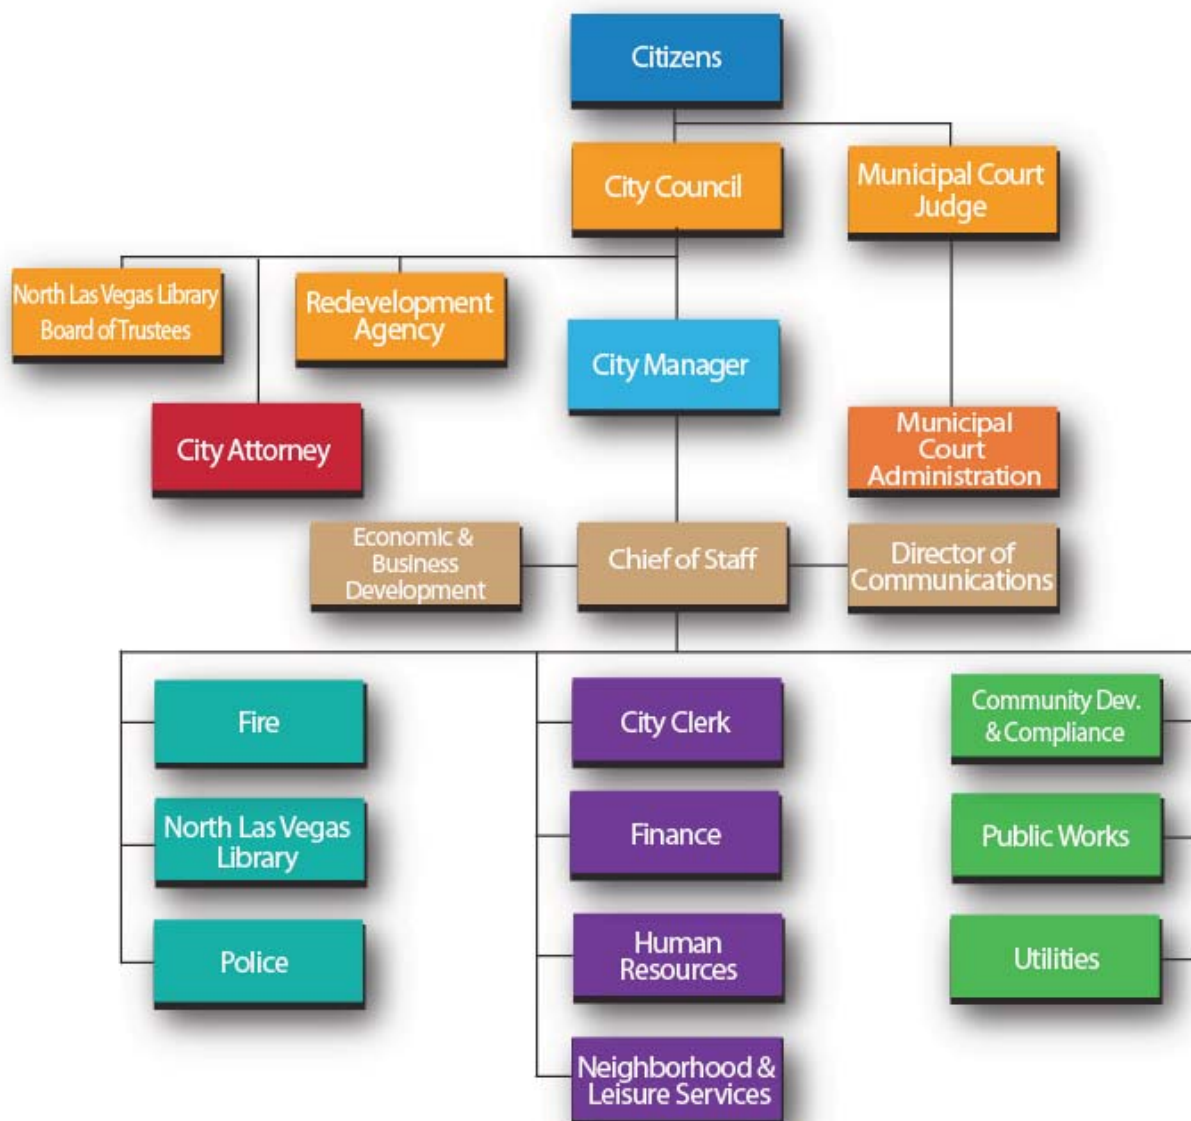 Citizens
City Council
Municipal Court
Judge
North Las Vegas Library
Board of Trustees
Redevelopment
Agency
City Manager
City Attorney
Municipal
Court
Administration
Economic &
Business
Development
Chief of Staff
Director of
Communications
Fire
City Clerk
Community Dev.
& Compliance
North Las Vegas
Library
Finance
Public Works
Police
Human
Resources
Utilities
Neighborhood &
Leisure Services